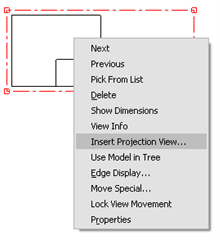 Next
Previous
Pick From List
Delete
Show Dimensions
View Info
Insert Projection View...
Use Model in Tree
Edge Display...
Move Special...
Lock View Movement
Properties